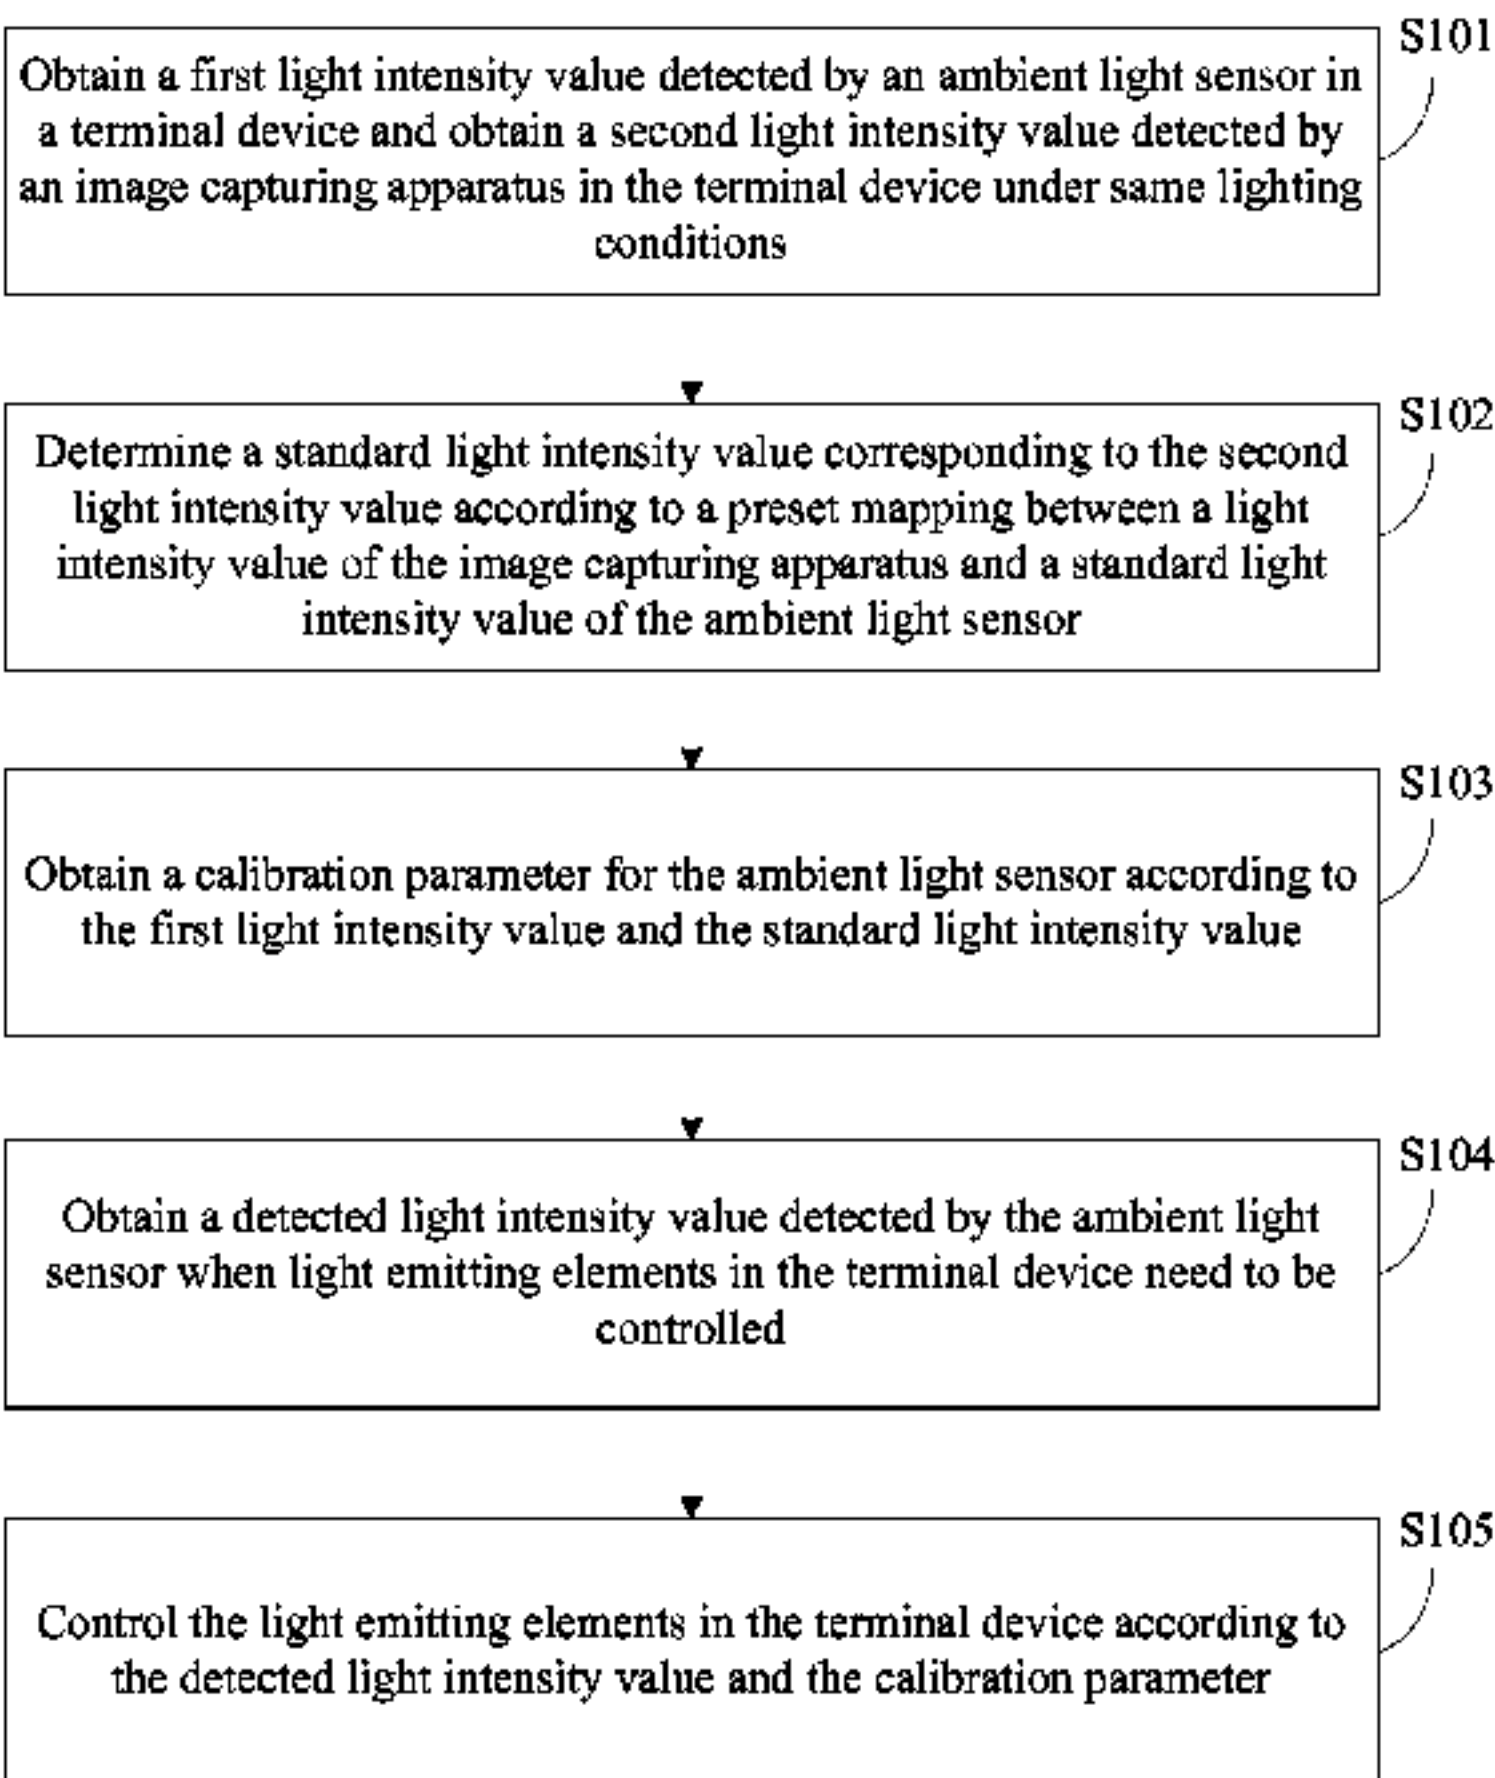 S101
Obtain a first light intensity value detected by an ambient light sensor in
a terminal device and obtain a second light intensity value detected by
an image capturing apparatus in the terminal device under same lighting
conditions
S102
Determine a standard light intensity value corresponding to the second
light intensity value according to a preset mapping between a light
intensity value of the image capturing apparatus and a standard light
intensity value of the ambient light sensor
S103
Obtain a calibration parameter for the ambient light sensor according to
the first light intensity value and the standard light intensity value
S104
Obtain a detected light intensity value detected by the ambient light
sensor when light emitting elements in the terminal device need to be
controlled
S105
Control the light emitting elements in the terminal device according to
the detected light intensity value and the calibration parameter